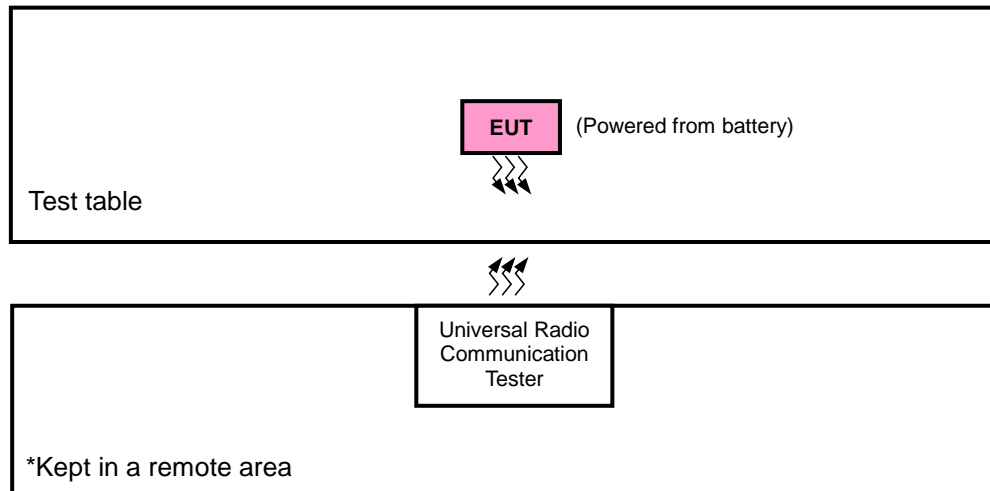 EUT
(Powered from battery)
Test table
Universal Radio
Communication
Tester
*Kept in a remote area